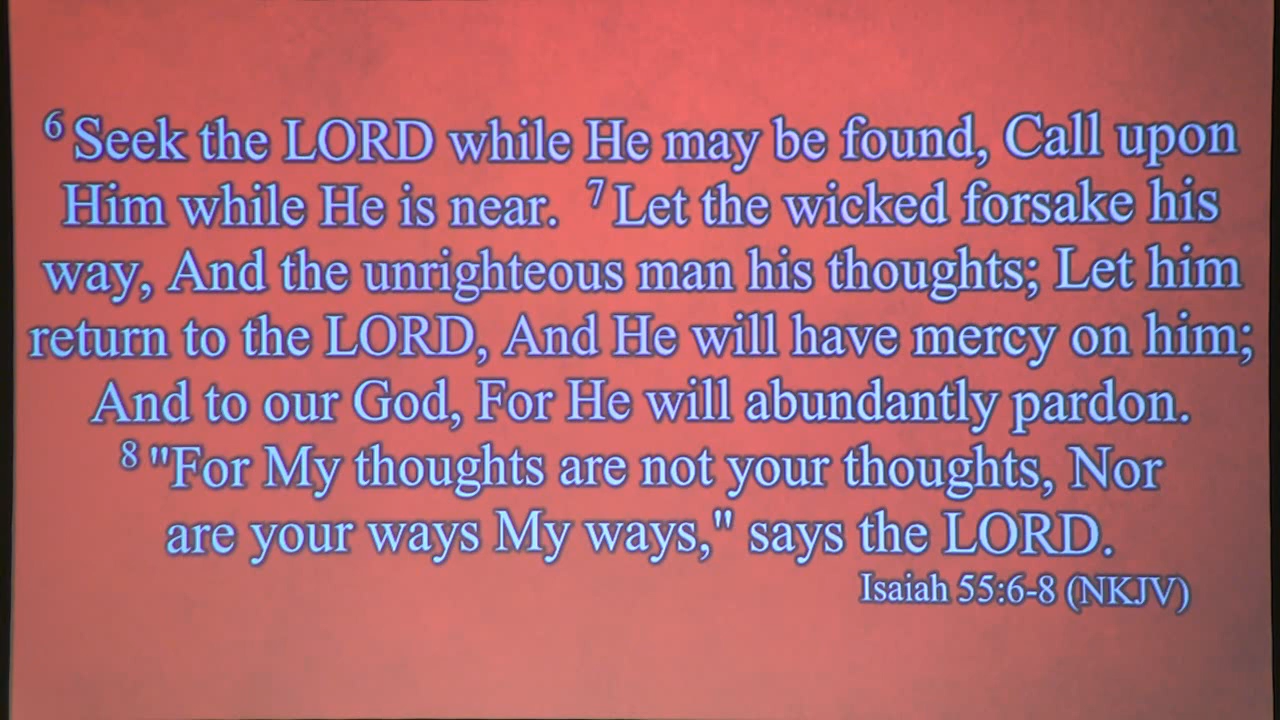 6 Seek the LORD while He may be found, Call upon
Him while He is near. 7 Let the wicked forsake his
way, And the unrighteous man his thoughts; Let him
return to the LORD, And He will have mercy on him;
And to our God, For He will abundantly pardon.
8 "For My thoughts are not your thoughts, Nor
are your ways My ways," says the LORD.
Isaiah 55:6-8 (NKJV)